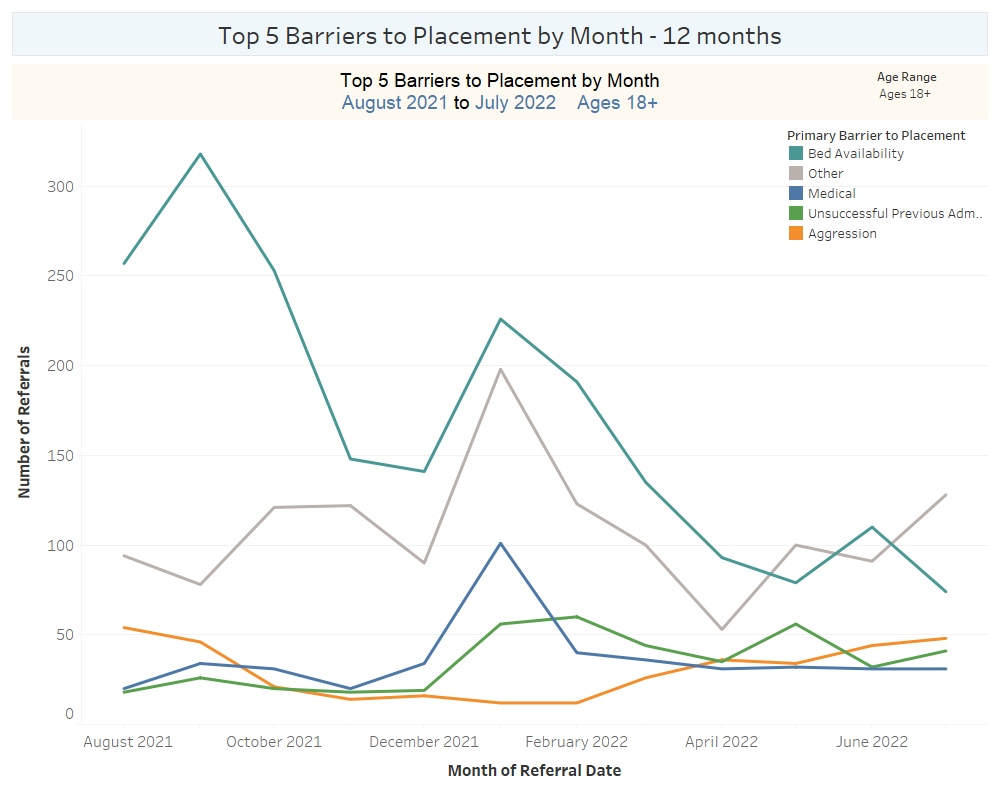 Top 5 Barriers to Placement by Month - 12 months
Top 5 Barriers to Placement by Month
August 2021 to July 2022 Ages 18+
Age Range
Ages 18+
Primary Barrier to Placement
Bed Availability
Other
Medical
Unsuccessful Previous Adm..
Aggression
Number of Referrals
300
250
200
150
100
50
0
August 2021 October 2021 December 2021 February 2022 April 2022 June 2022
Month of Referral Date